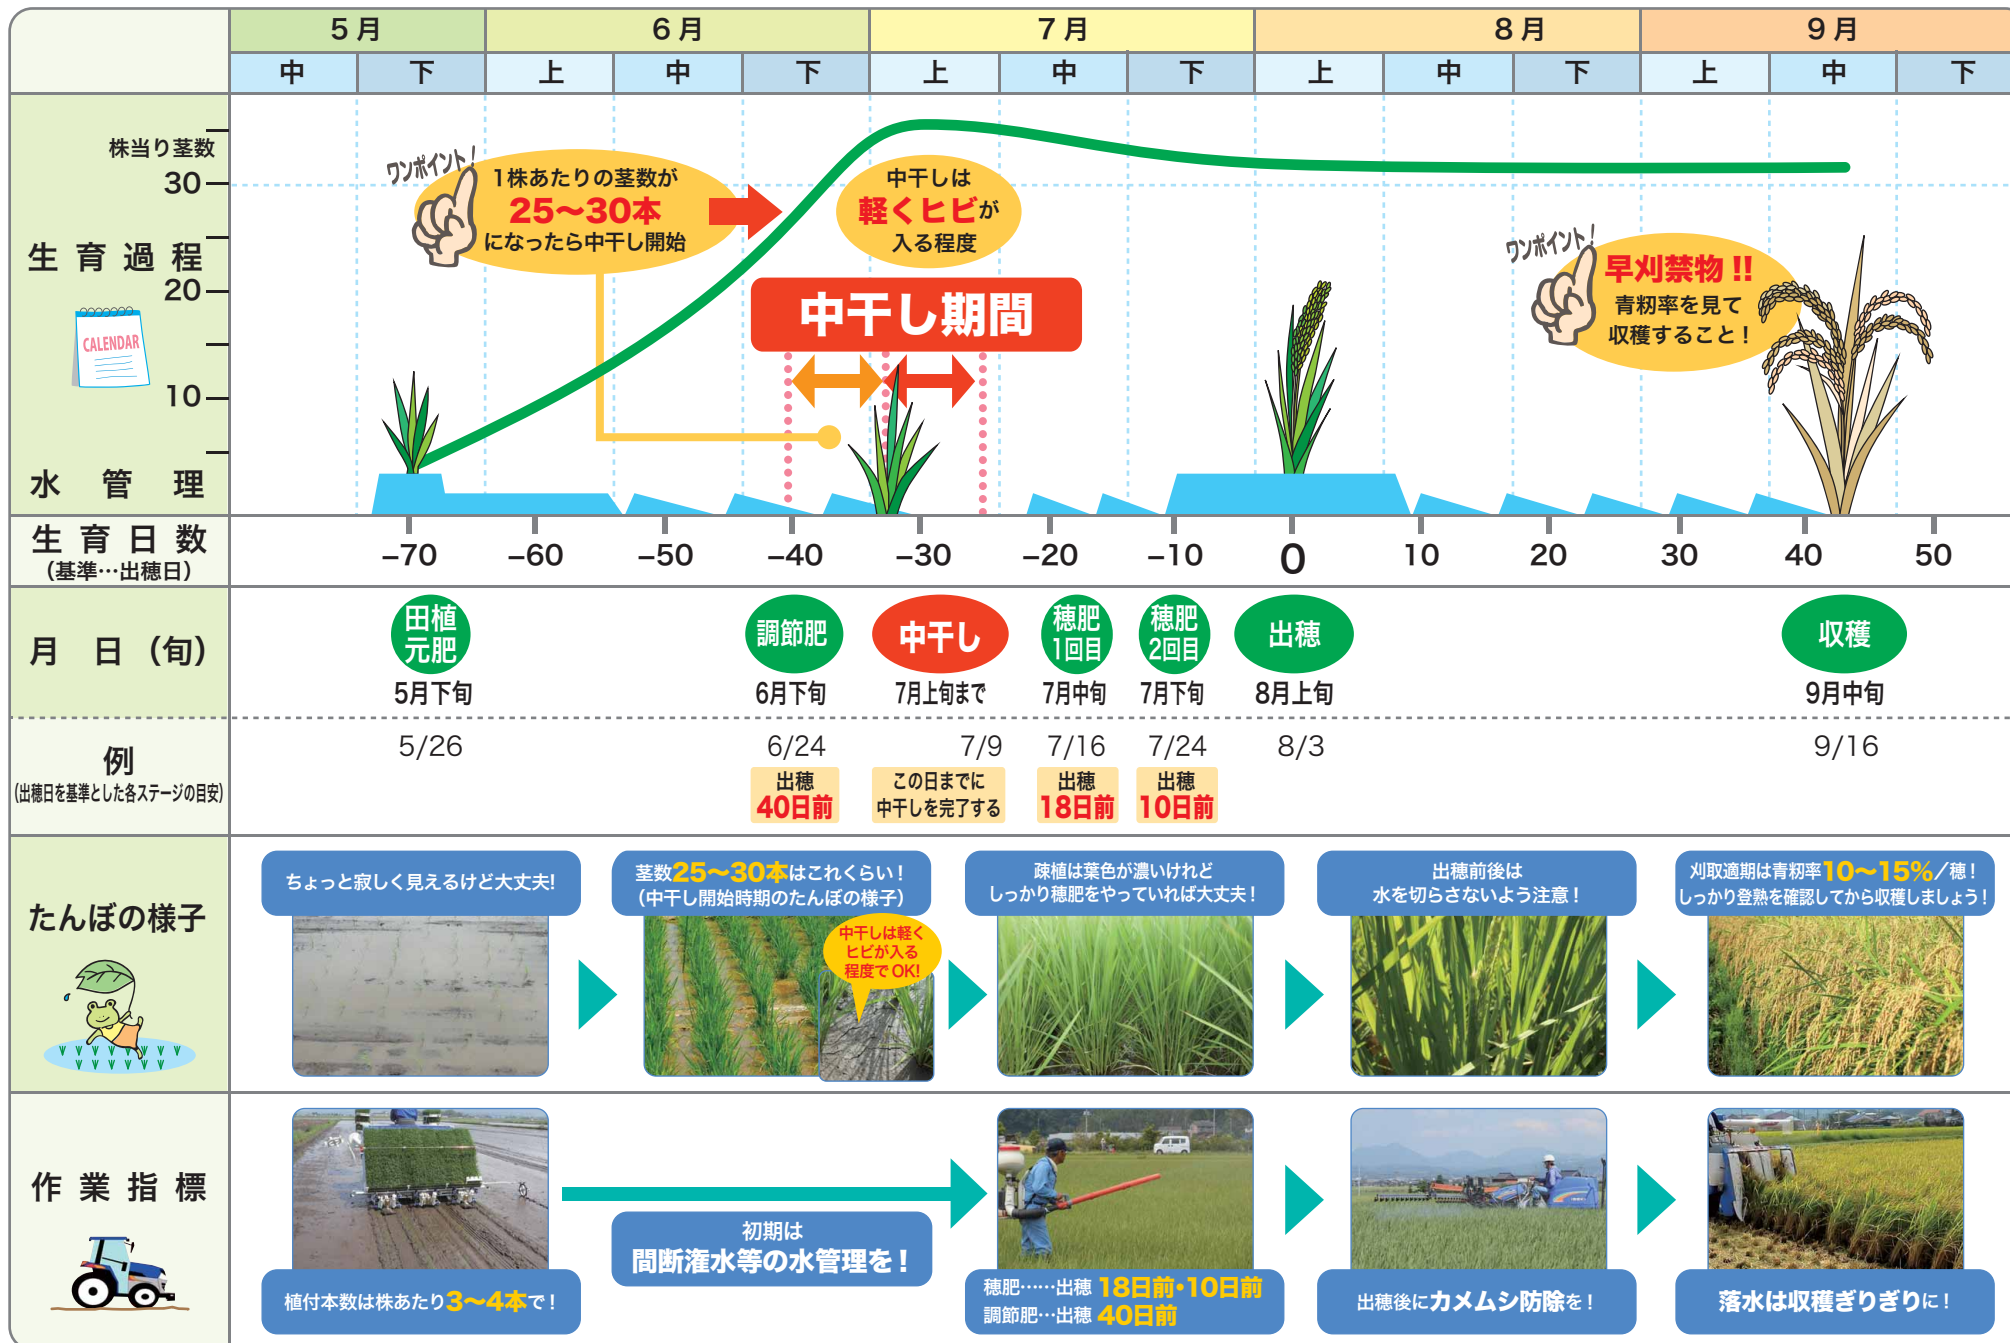 5月 6月 7月 8月 9月
中 下 上 中 下 上 中 下 上 中 下 上 中 下
株当り茎数
30
20
10
生育過程
CALENDAR
水管理
ワンポイント!
1株あたりの茎数が
25〜30本
になったら中干し開始
中干しは
軽くヒビが
入る程度
中干し期間
ワンポイント!
早刈禁物!!
青籾率を見て
収穫すること!
生育日数
(基準…出穂日)
−70 −60 −50 −40 −30 −20 −10 0 10 20 30 40 50
月日(旬)
田植
元肥
5月下旬
調節肥
6月下旬
中干し
7月上旬まで
穂肥
1回目
7月中旬
穂肥
2回目
7月下旬
出穂
8月上旬
収穫
9月中旬
例
(出穂日を基準とした各ステージの目安)
5/26
6/24
出穂
40日前
7/9
この日までに
中干しを完了する
7/16
出穂
18日前
7/24
出穂
10日前
8/3
9/16
たんぼの様子
ちょっと寂しく見えるけど大丈夫!
茎数25〜30本はこれくらい!
(中干し開始時期のたんぼの様子)
中干しは軽く
ヒビが入る
程度でOK!
疎植は葉色が濃いけれど
しっかり穂肥をやっていれば大丈夫!
出穂前後は
水を切らさないよう注意!
刈取適期は青籾率10〜15%/穂!
しっかり登熟を確認してから収穫しましょう!
作業指標
植付本数は株あたり3〜4本で!
初期は
間断潅水等の水管理を!
穂肥……出穂 18日前・10日前
調節肥…出穂 40日前
出穂後にカメムシ防除を!
落水は収穫ぎりぎりに!